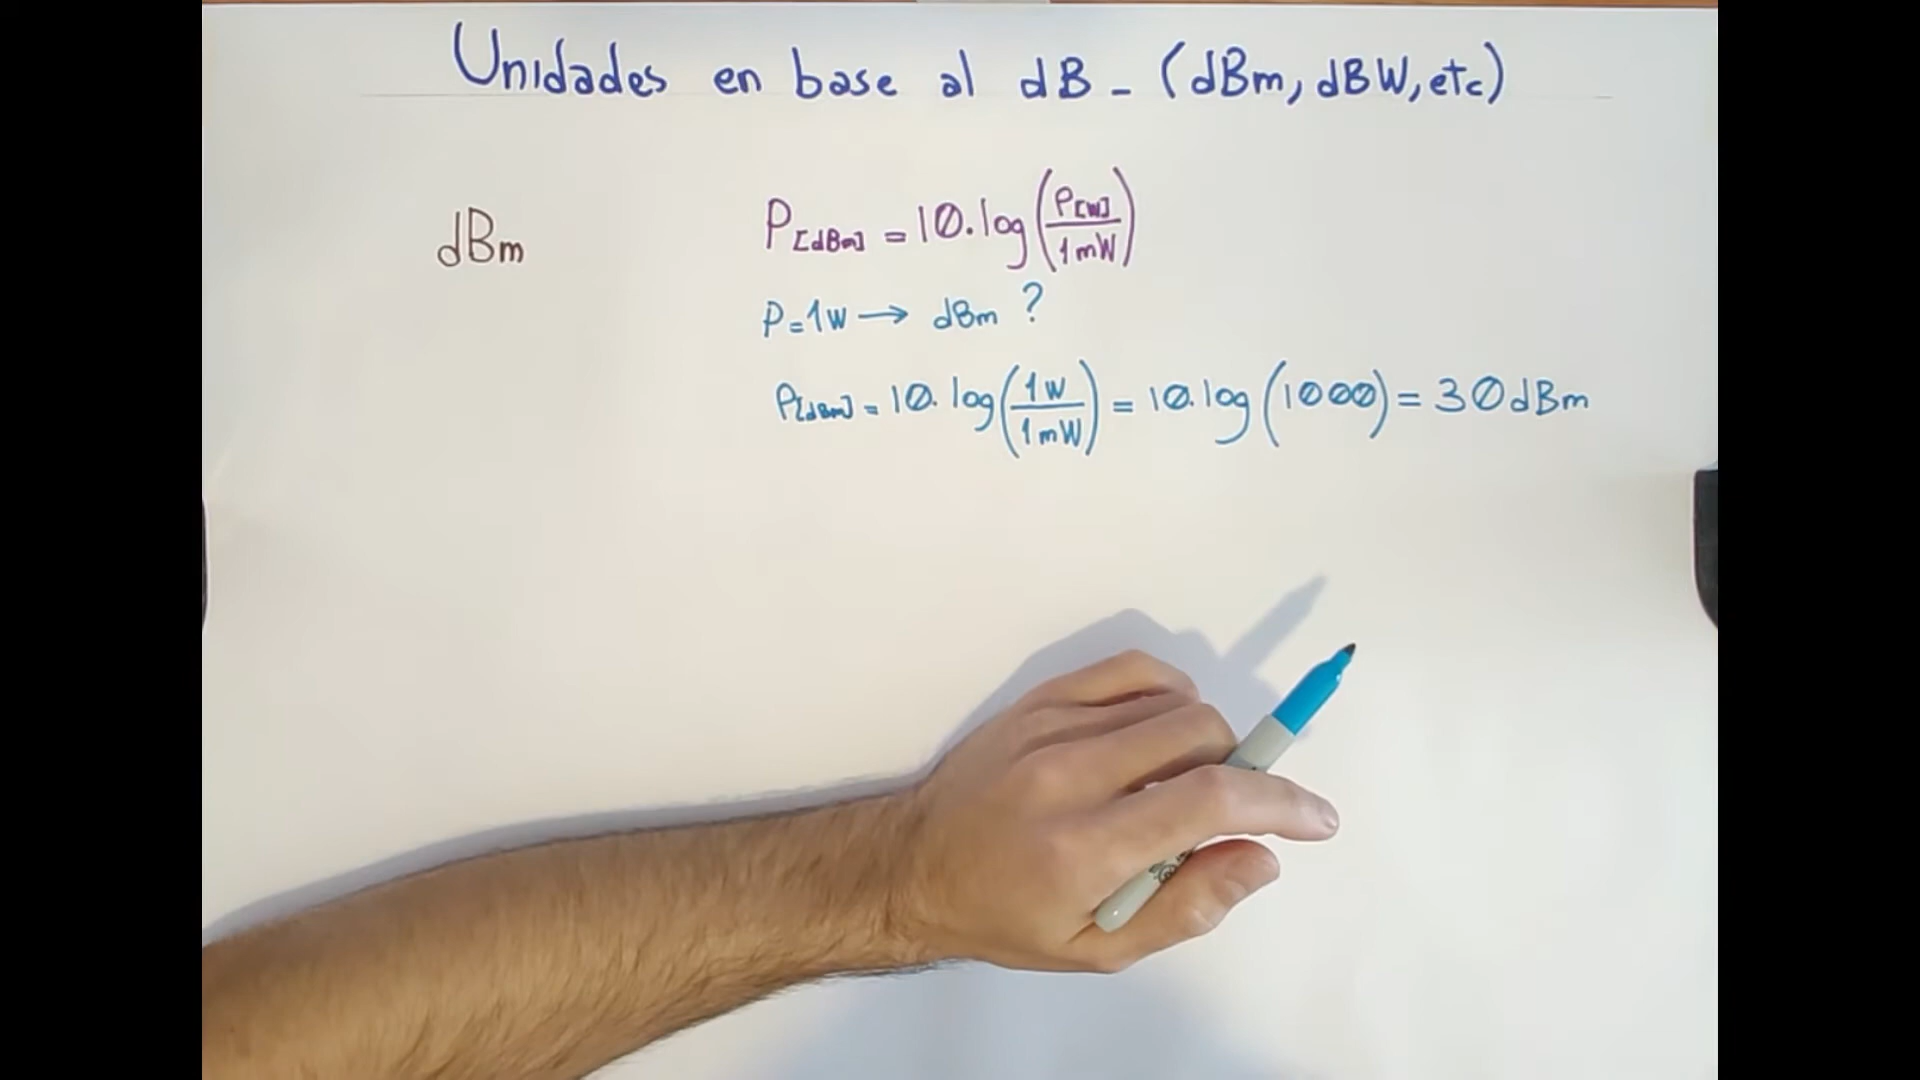 Unidades en base al dB - (dBm, dBW, etc)
dBm
P[dBm] = 10.log(P[W]/1mW)
P=1W → dBm ?
P[dBm] = 10.log(1W/1mW) = 10.log(1000) = 30dBm